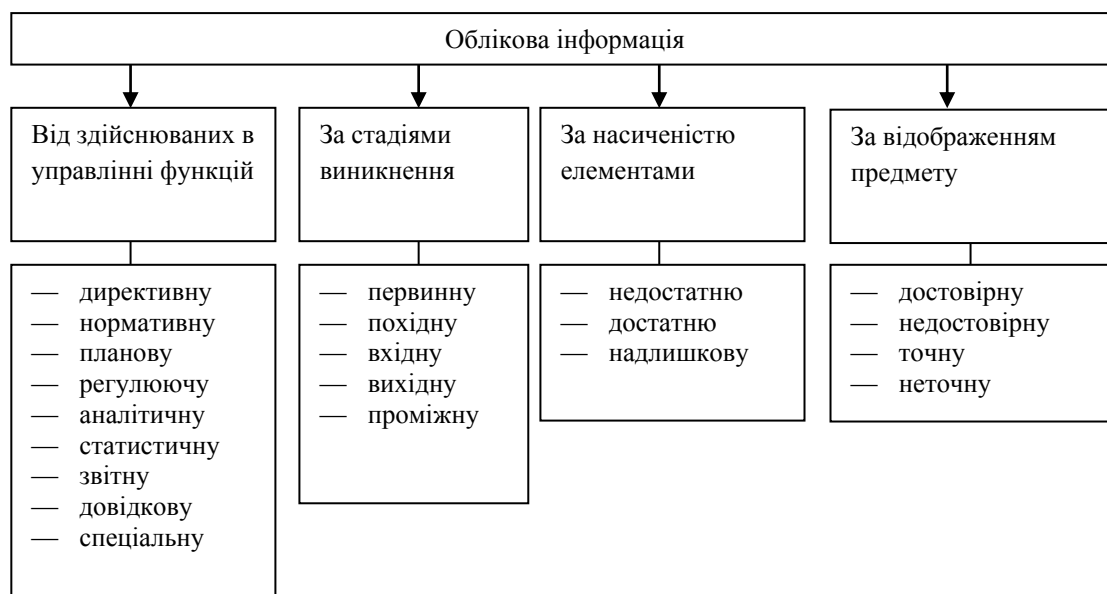 Облікова інформація
Від здійснюваних в
управлінні функцій
За стадіями
виникнення
За насиченістю
елементами
За відображенням
предмету
— директивну
— нормативну
— планову
— регулюючу
— аналітичну
— статистичну
— звітну
— довідкову
— спеціальну
— первинну
— похідну
— вхідну
— вихідну
— проміжну
— недостатню
— достатню
— надлишкову
— достовірну
— недостовірну
— точну
— неточну